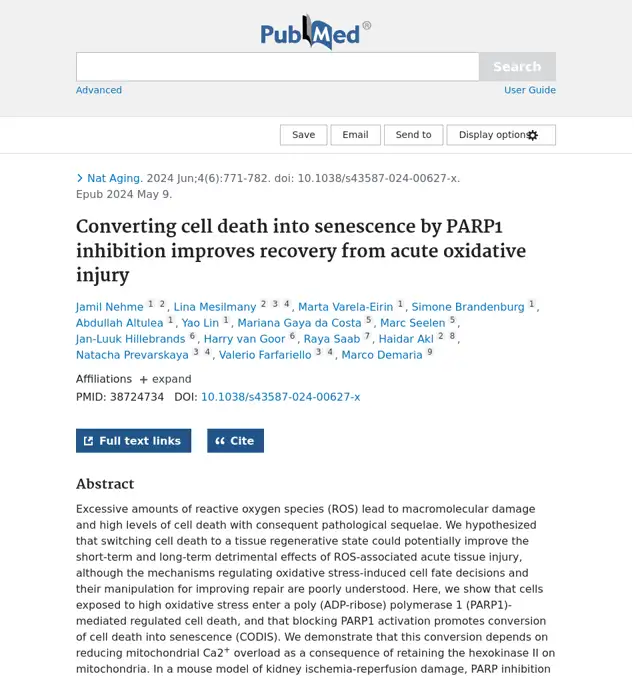 PubMed®
Search
Advanced
User Guide
Save
Email
Send to
Display options
Nat Aging. 2024 Jun;4(6):771-782. doi: 10.1038/s43587-024-00627-x.
Epub 2024 May 9.
Converting cell death into senescence by PARP1
inhibition improves recovery from acute oxidative
injury
Jamil Nehme 1 2, Lina Mesilmany 2 3 4, Marta Varela-Eirin 1, Simone Brandenburg 1,
Abdullah Altulea 1, Yao Lin 1, Mariana Gaya da Costa 5, Marc Seelen 5,
Jan-Luuk Hillebrands 6, Harry van Goor 6, Raya Saab 7, Haidar Akl 2 8,
Natacha Prevarskaya 3 4, Valerio Farfariello 3 4, Marco Demaria 9
Affiliations + expand
PMID: 38724734 DOI: 10.1038/s43587-024-00627-x
Full text links
Cite
Abstract
Excessive amounts of reactive oxygen species (ROS) lead to macromolecular damage
and high levels of cell death with consequent pathological sequelae. We hypothesized
that switching cell death to a tissue regenerative state could potentially improve the
short-term and long-term detrimental effects of ROS-associated acute tissue injury,
although the mechanisms regulating oxidative stress-induced cell fate decisions and
their manipulation for improving repair are poorly understood. Here, we show that cells
exposed to high oxidative stress enter a poly (ADP-ribose) polymerase 1 (PARP1)-
mediated regulated cell death, and that blocking PARP1 activation promotes conversion
of cell death into senescence (CODIS). We demonstrate that this conversion depends on
reducing mitochondrial Ca2⁺ overload as a consequence of retaining the hexokinase II on
mitochondria. In a mouse model of kidney ischemia-reperfusion damage, PARP inhibition